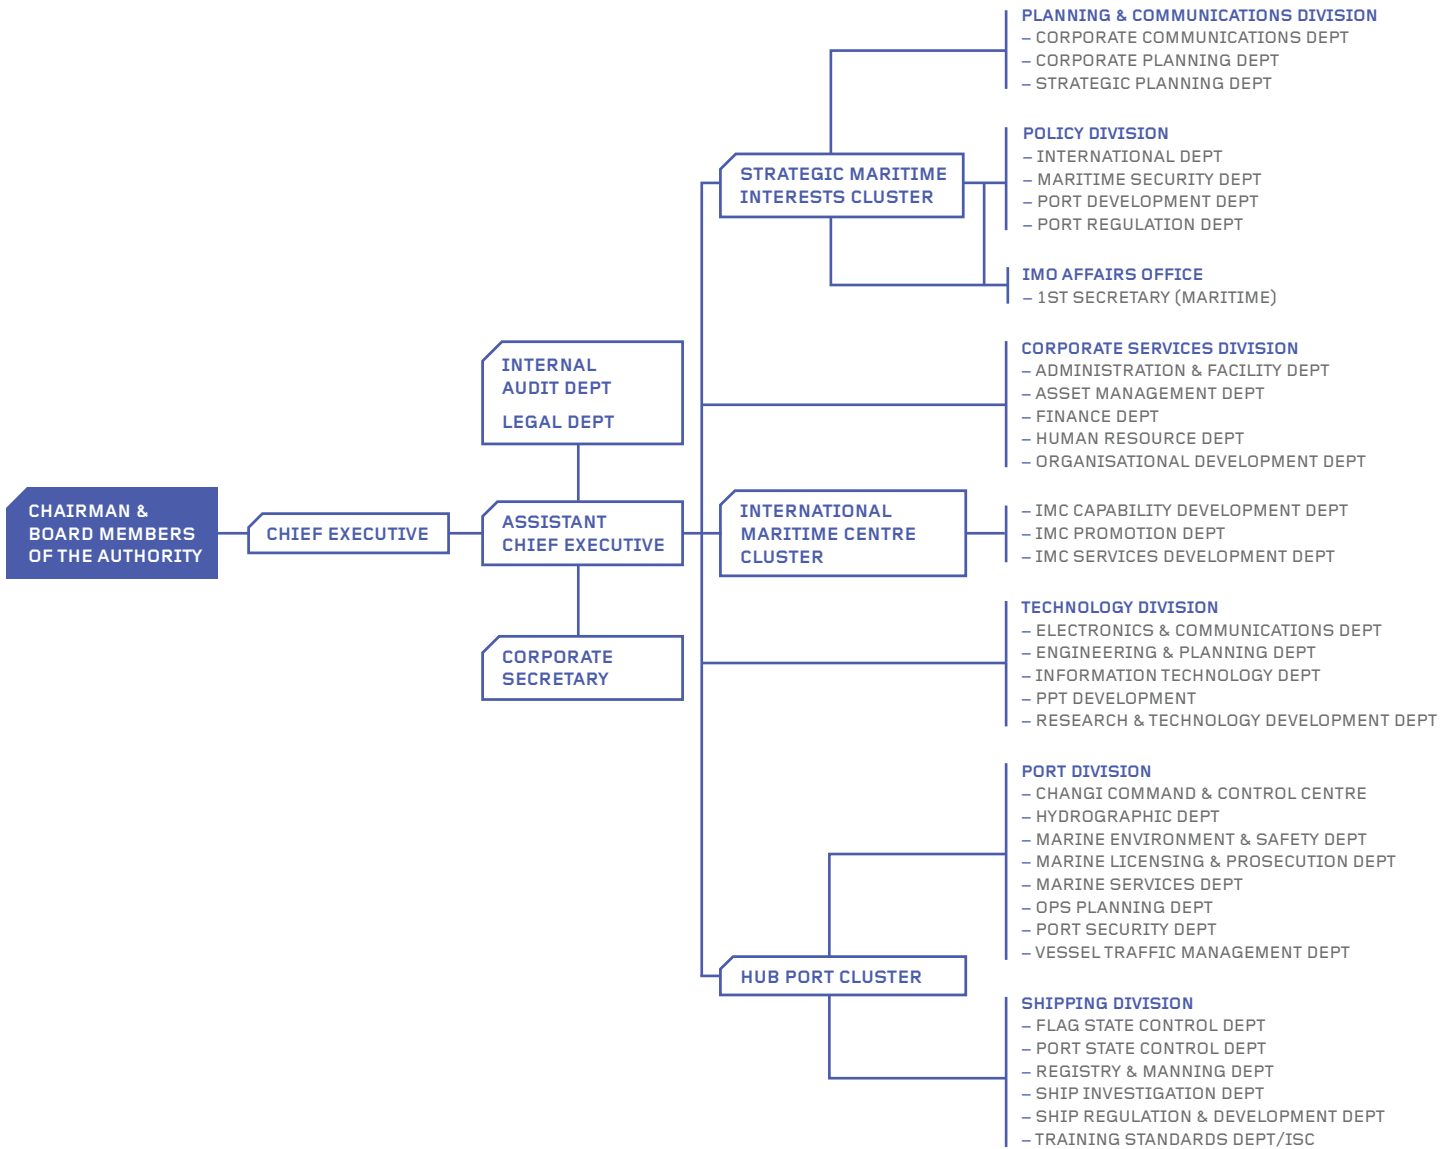 CHAIRMAN &
BOARD MEMBERS
OF THE AUTHORITY
CHIEF EXECUTIVE
INTERNAL
AUDIT DEPT
LEGAL DEPT
ASSISTANT
CHIEF EXECUTIVE
CORPORATE
SECRETARY
STRATEGIC MARITIME
INTERESTS CLUSTER
PLANNING & COMMUNICATIONS DIVISION
– CORPORATE COMMUNICATIONS DEPT
– CORPORATE PLANNING DEPT
– STRATEGIC PLANNING DEPT
POLICY DIVISION
– INTERNATIONAL DEPT
– MARITIME SECURITY DEPT
– PORT DEVELOPMENT DEPT
– PORT REGULATION DEPT
IMO AFFAIRS OFFICE
– 1ST SECRETARY (MARITIME)
CORPORATE SERVICES DIVISION
– ADMINISTRATION & FACILITY DEPT
– ASSET MANAGEMENT DEPT
– FINANCE DEPT
– HUMAN RESOURCE DEPT
– ORGANISATIONAL DEVELOPMENT DEPT
INTERNATIONAL
MARITIME CENTRE
CLUSTER
– IMC CAPABILITY DEVELOPMENT DEPT
– IMC PROMOTION DEPT
– IMC SERVICES DEVELOPMENT DEPT
TECHNOLOGY DIVISION
– ELECTRONICS & COMMUNICATIONS DEPT
– ENGINEERING & PLANNING DEPT
– INFORMATION TECHNOLOGY DEPT
– PPT DEVELOPMENT
– RESEARCH & TECHNOLOGY DEVELOPMENT DEPT
HUB PORT CLUSTER
PORT DIVISION
– CHANGI COMMAND & CONTROL CENTRE
– HYDROGRAPHIC DEPT
– MARINE ENVIRONMENT & SAFETY DEPT
– MARINE LICENSING & PROSECUTION DEPT
– MARINE SERVICES DEPT
– OPS PLANNING DEPT
– PORT SECURITY DEPT
– VESSEL TRAFFIC MANAGEMENT DEPT
SHIPPING DIVISION
– FLAG STATE CONTROL DEPT
– PORT STATE CONTROL DEPT
– REGISTRY & MANNING DEPT
– SHIP INVESTIGATION DEPT
– SHIP REGULATION & DEVELOPMENT DEPT
– TRAINING STANDARDS DEPT/ISC